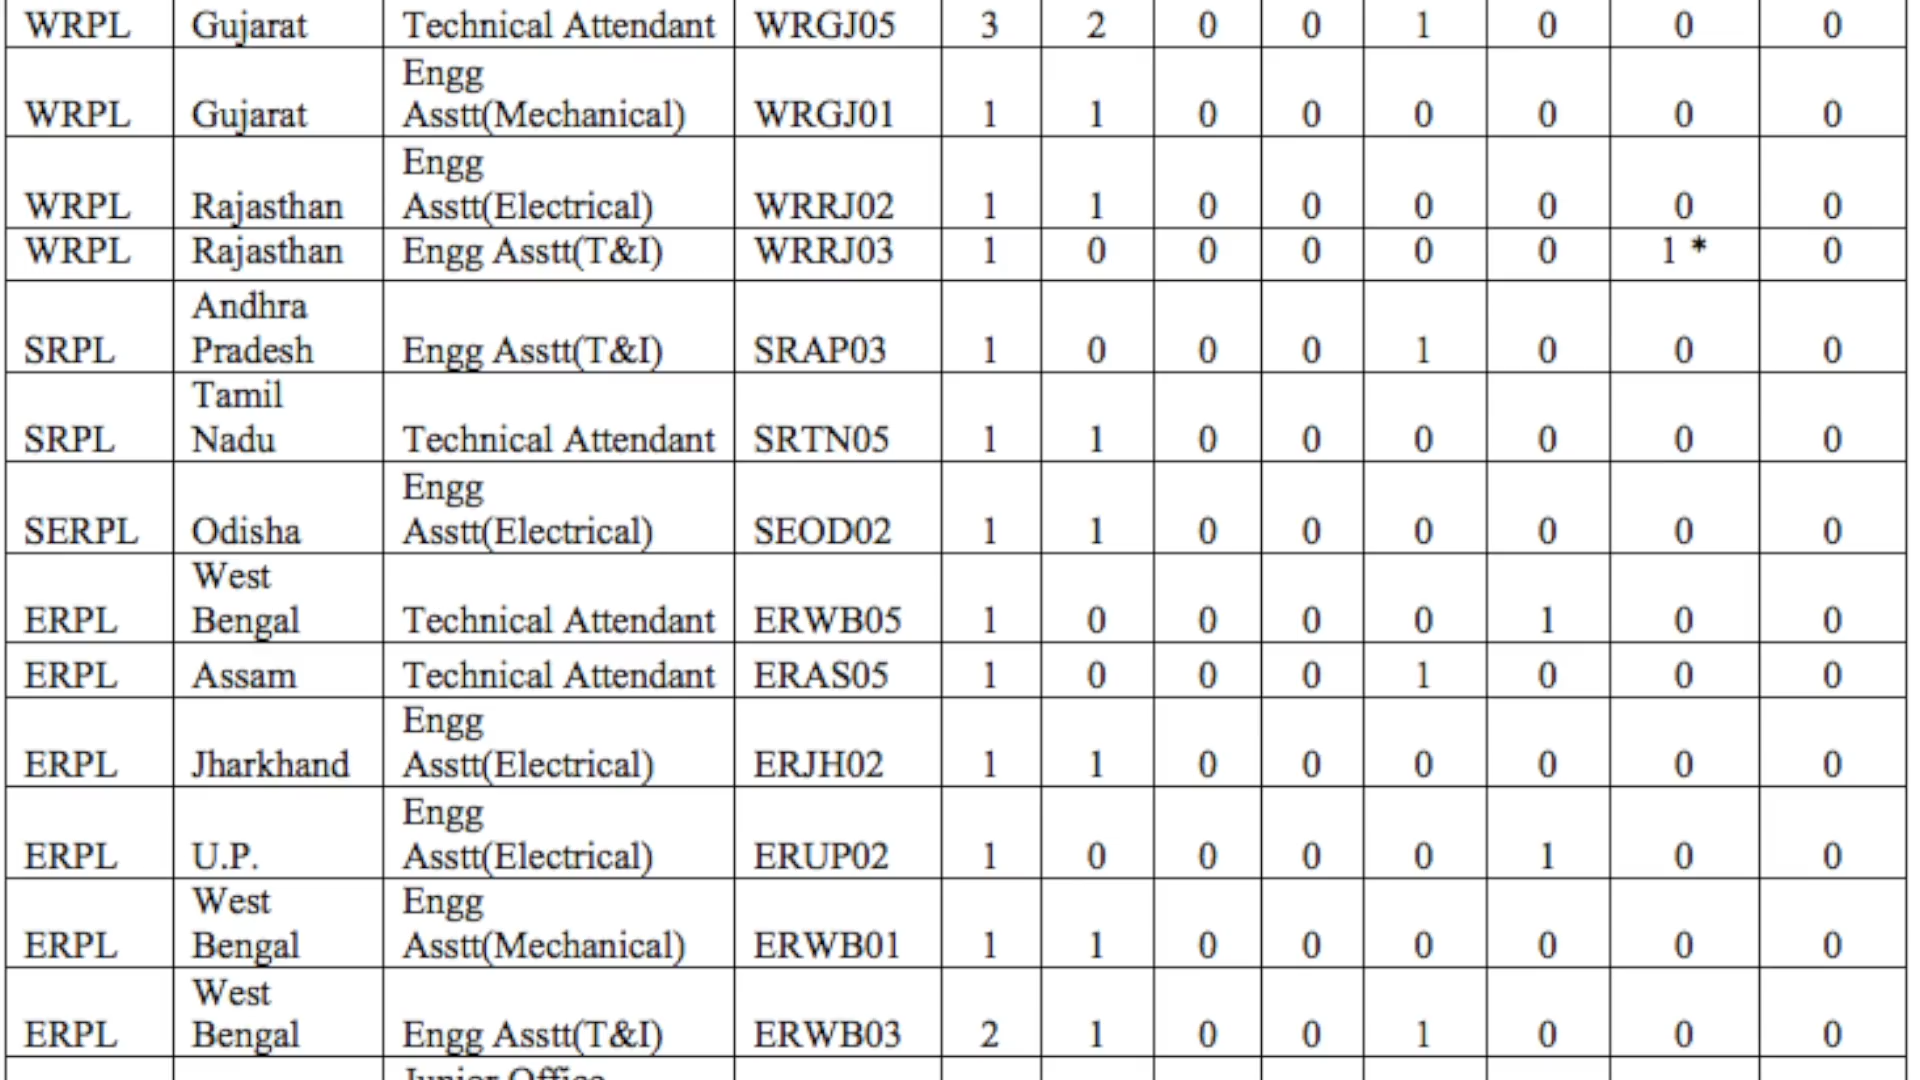 WRPL Gujarat Technical Attendant WRGJ05 3 2 0 0 1 0 0 0
Engg
WRPL Gujarat Asstt(Mechanical) WRGJ01 1 1 0 0 0 0 0 0
Engg
WRPL Rajasthan Asstt(Electrical) WRRJ02 1 1 0 0 0 0 0 0
WRPL Rajasthan Engg Asstt(T&I) WRRJ03 1 0 0 0 0 0 1 * 0
Andhra
SRPL Pradesh Engg Asstt(T&I) SRAP03 1 0 0 0 1 0 0 0
Tamil
SRPL Nadu Technical Attendant SRTN05 1 1 0 0 0 0 0 0
Engg
SERPL Odisha Asstt(Electrical) SEOD02 1 1 0 0 0 0 0 0
West
ERPL Bengal Technical Attendant ERWB05 1 0 0 0 0 1 0 0
ERPL Assam Technical Attendant ERAS05 1 0 0 0 1 0 0 0
Engg
ERPL Jharkhand Asstt(Electrical) ERJH02 1 1 0 0 0 0 0 0
Engg
ERPL U.P. Asstt(Electrical) ERUP02 1 0 0 0 0 1 0 0
West Engg
ERPL Bengal Asstt(Mechanical) ERWB01 1 1 0 0 0 0 0 0
West
ERPL Bengal Engg Asstt(T&I) ERWB03 2 1 0 0 1 0 0 0
Junior Office